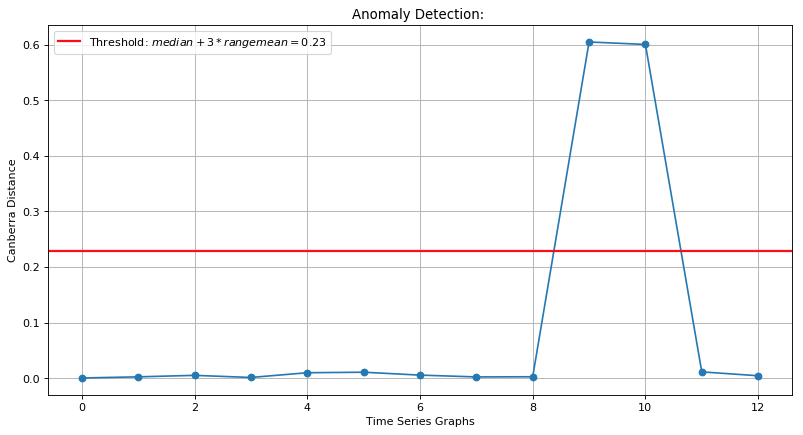 Anomaly Detection:
Threshold: median + 3 * rangemean = 0.23
0.6
0.5
0.4
0.3
0.2
0.1
0.0
Canberra Distance
0 2 4 6 8 10 12
Time Series Graphs